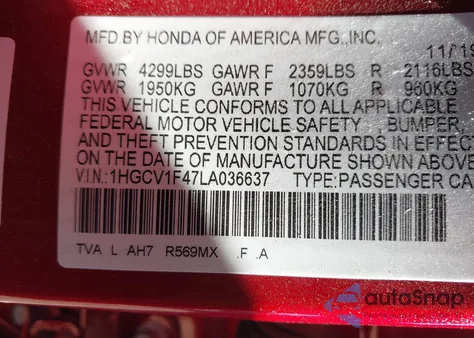 MFD BY HONDA OF AMERICA MFG.,INC.
11/19
GVWR 4299LBS GAWR F 2359LBS R 2116LBS
GVWR 1950KG GAWR F 1070KG R 960KG
THIS VEHICLE CONFORMS TO ALL APPLICABLE
FEDERAL MOTOR VEHICLE SAFETY , BUMPER,
AND THEFT PREVENTION STANDARDS IN EFFECT
ON THE DATE OF MANUFACTURE SHOWN ABOVE
V.I.N.:1HGCV1F47LA036637 TYPE:PASSENGER CA
TVA L AH7 R569MX .F .A
autoSnap